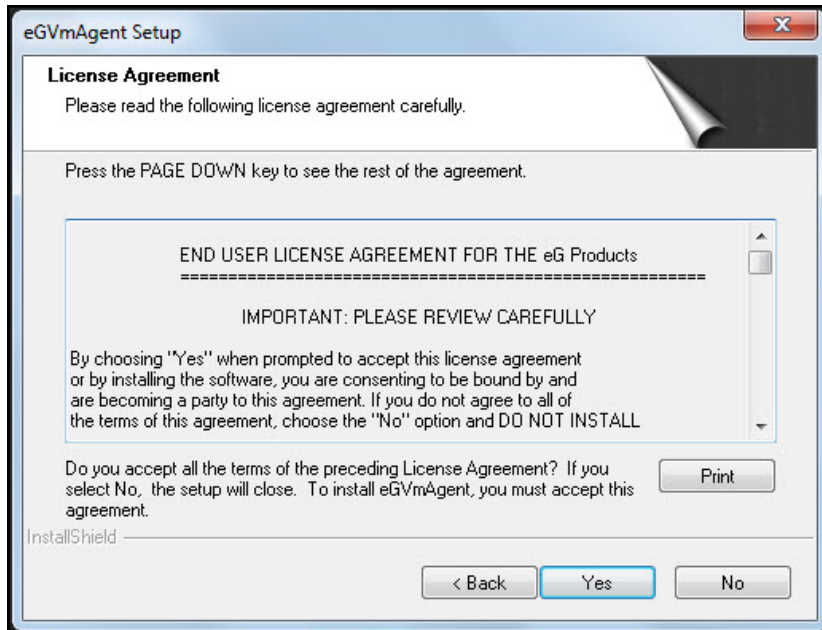 eGVmAgent Setup
License Agreement
Please read the following license agreement carefully.
Press the PAGE DOWN key to see the rest of the agreement.
END USER LICENSE AGREEMENT FOR THE eG Products
=======================================================
IMPORTANT: PLEASE REVIEW CAREFULLY
By choosing "Yes" when prompted to accept this license agreement
or by installing the software, you are consenting to be bound by and
are becoming a party to this agreement. If you do not agree to all of
the terms of this agreement, choose the "No" option and DO NOT INSTALL
Do you accept all the terms of the preceding License Agreement?  If you
select No,  the setup will close.  To install eGVmAgent, you must accept this
agreement.
Print
InstallShield
< Back
Yes
No